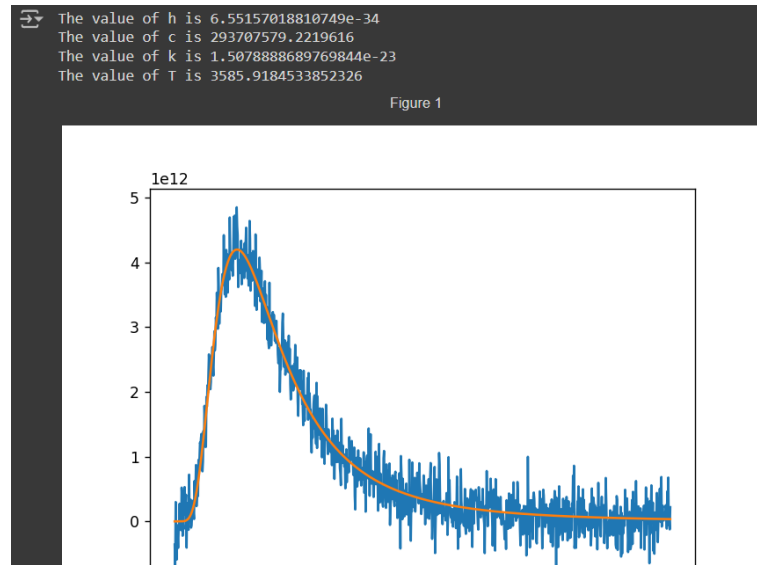 The value of h is 6.55157018810749e-34
The value of c is 293707579.2219616
The value of k is 1.5078888689769844e-23
The value of T is 3585.9184533852326
Figure 1
1e12
5
4
3
2
1
0